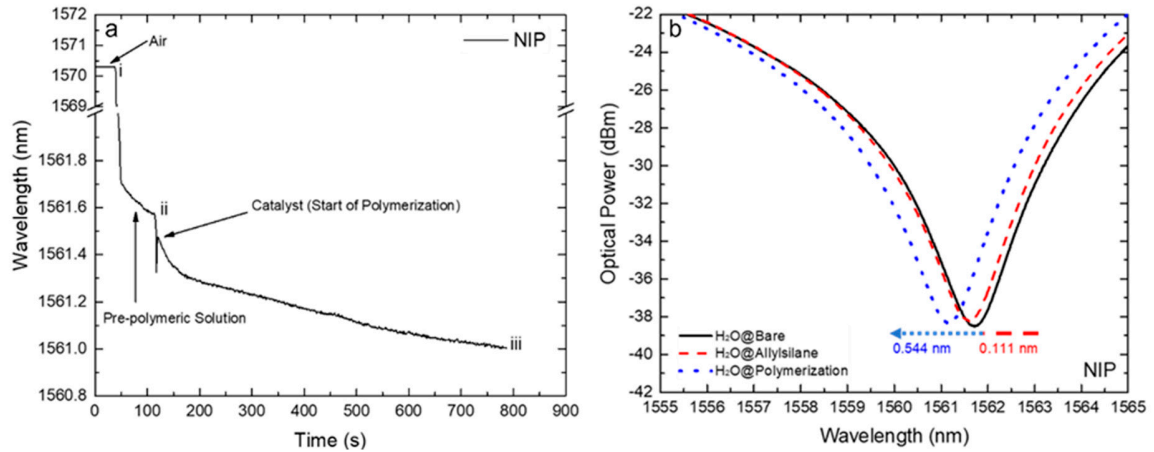 a
Air
NIP
i
ii
iii
Catalyst (Start of Polymerization)
Pre-polymeric Solution
1572
1571
1570
1569
1561.8
1561.6
1561.4
1561.2
1561.0
1560.8
Wavelength (nm)
0 100 200 300 400 500 600 700 800 900
Time (s)
b
-22
-24
-26
-28
-30
-32
-34
-36
-38
-40
-42
Optical Power (dBm)
H₂O@Bare
H₂O@Allylsilane
H₂O@Polymerization
0.544 nm
0.111 nm
NIP
1555 1556 1557 1558 1559 1560 1561 1562 1563 1564 1565
Wavelength (nm)